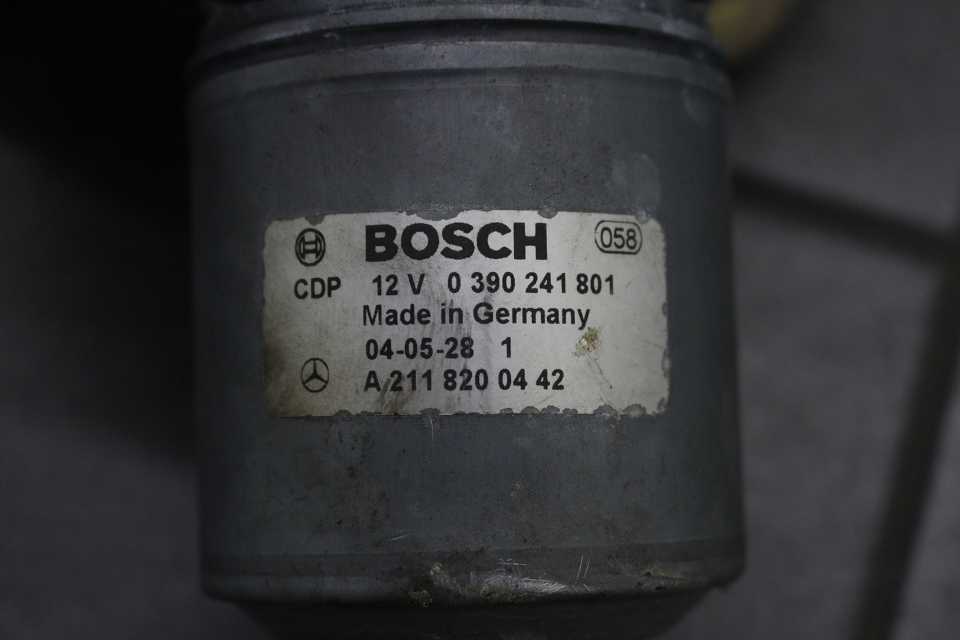 BOSCH 058
CDP 12 V 0 390 241 801
Made in Germany
04-05-28 1
A 211 820 04 42